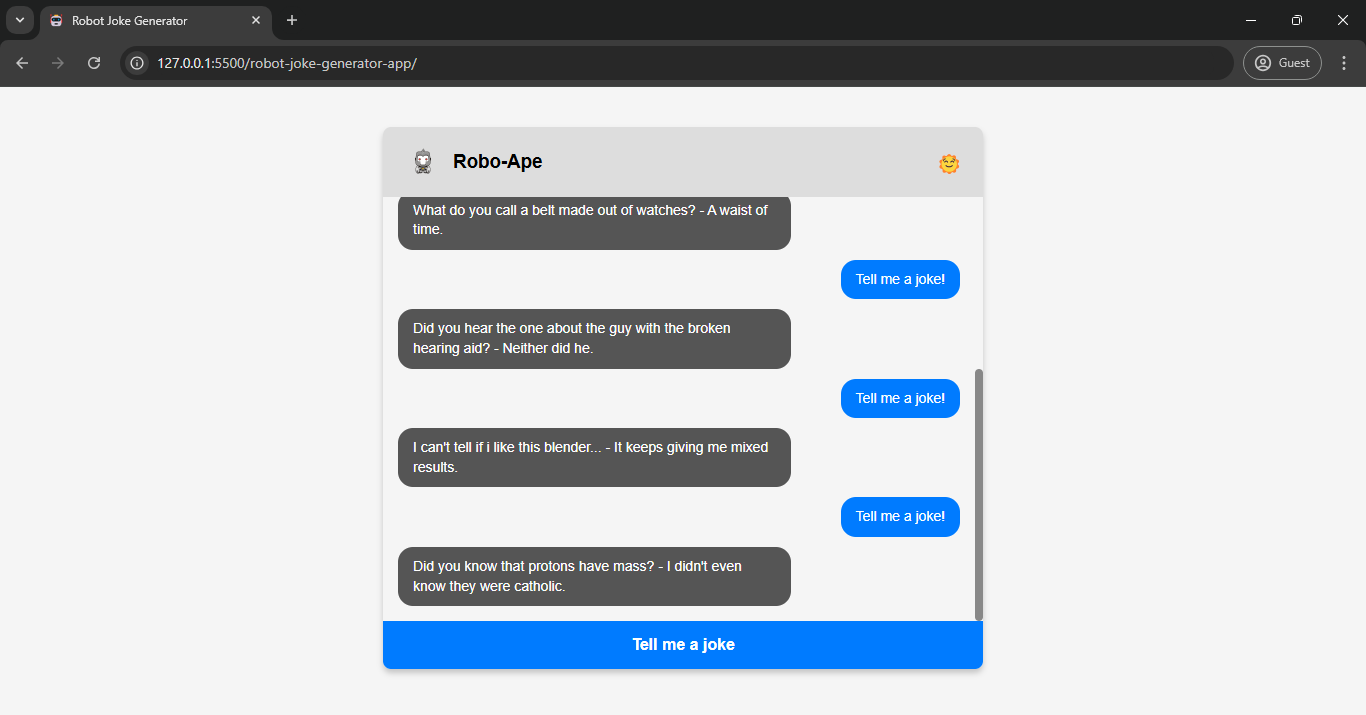 Robot Joke Generator
127.0.0.1:5500/robot-joke-generator-app/
Guest
Robo-Ape
What do you call a belt made out of watches? - A waist of
time.
Tell me a joke!
Did you hear the one about the guy with the broken
hearing aid? - Neither did he.
Tell me a joke!
I can't tell if i like this blender... - It keeps giving me mixed
results.
Tell me a joke!
Did you know that protons have mass? - I didn't even
know they were catholic.
Tell me a joke